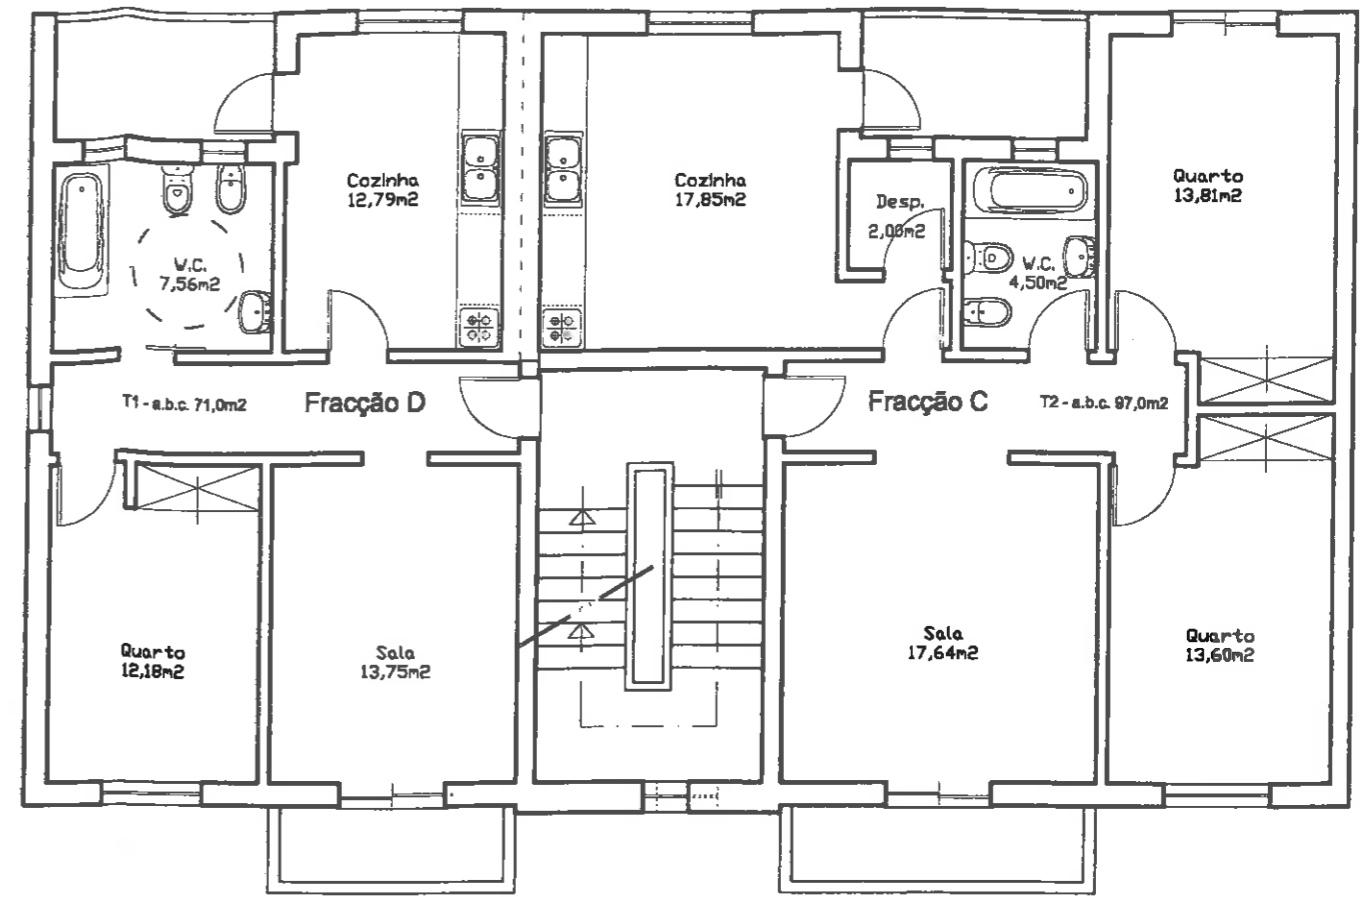 Cozinha
12,79m2
Cozinha
17,85m2
Quarto
13,81m2
Desp.
2,00m2
W.C.
7,56m2
W.C.
4,50m2
T1 - a.b.c. 71,0m2
Fracção D
Fracção C
T2 - a.b.c. 97,0m2
Quarto
12,18m2
Sala
13,75m2
Sala
17,64m2
Quarto
13,60m2